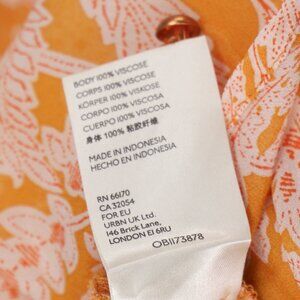 BODY 100% VISCOSE
CORPS 100% VISCOSE
KÖRPER 100% VISKOSE
CORPO 100% VISCOSA
CUERPO 100% VISCOSA
身体 100% 粘胶纤维
MADE IN INDONESIA
HECHO EN INDONESIA
RN 66170
CA 32054
FOR EU
URBN UK Ltd.
146 Brick Lane,
LONDON E1 6RU
OB1173878